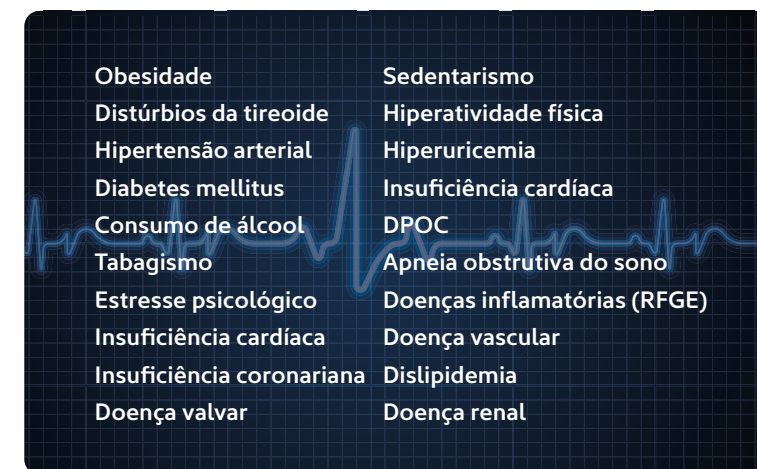 Obesidade
Distúrbios da tireoide
Hipertensão arterial
Diabetes mellitus
Consumo de álcool
Tabagismo
Estresse psicológico
Insuficiência cardíaca
Insuficiência coronariana
Doença valvar
Sedentarismo
Hiperatividade física
Hiperuricemia
Insuficiência cardíaca
DPOC
Apneia obstrutiva do sono
Doenças inflamatórias (RFGE)
Doença vascular
Dislipidemia
Doença renal